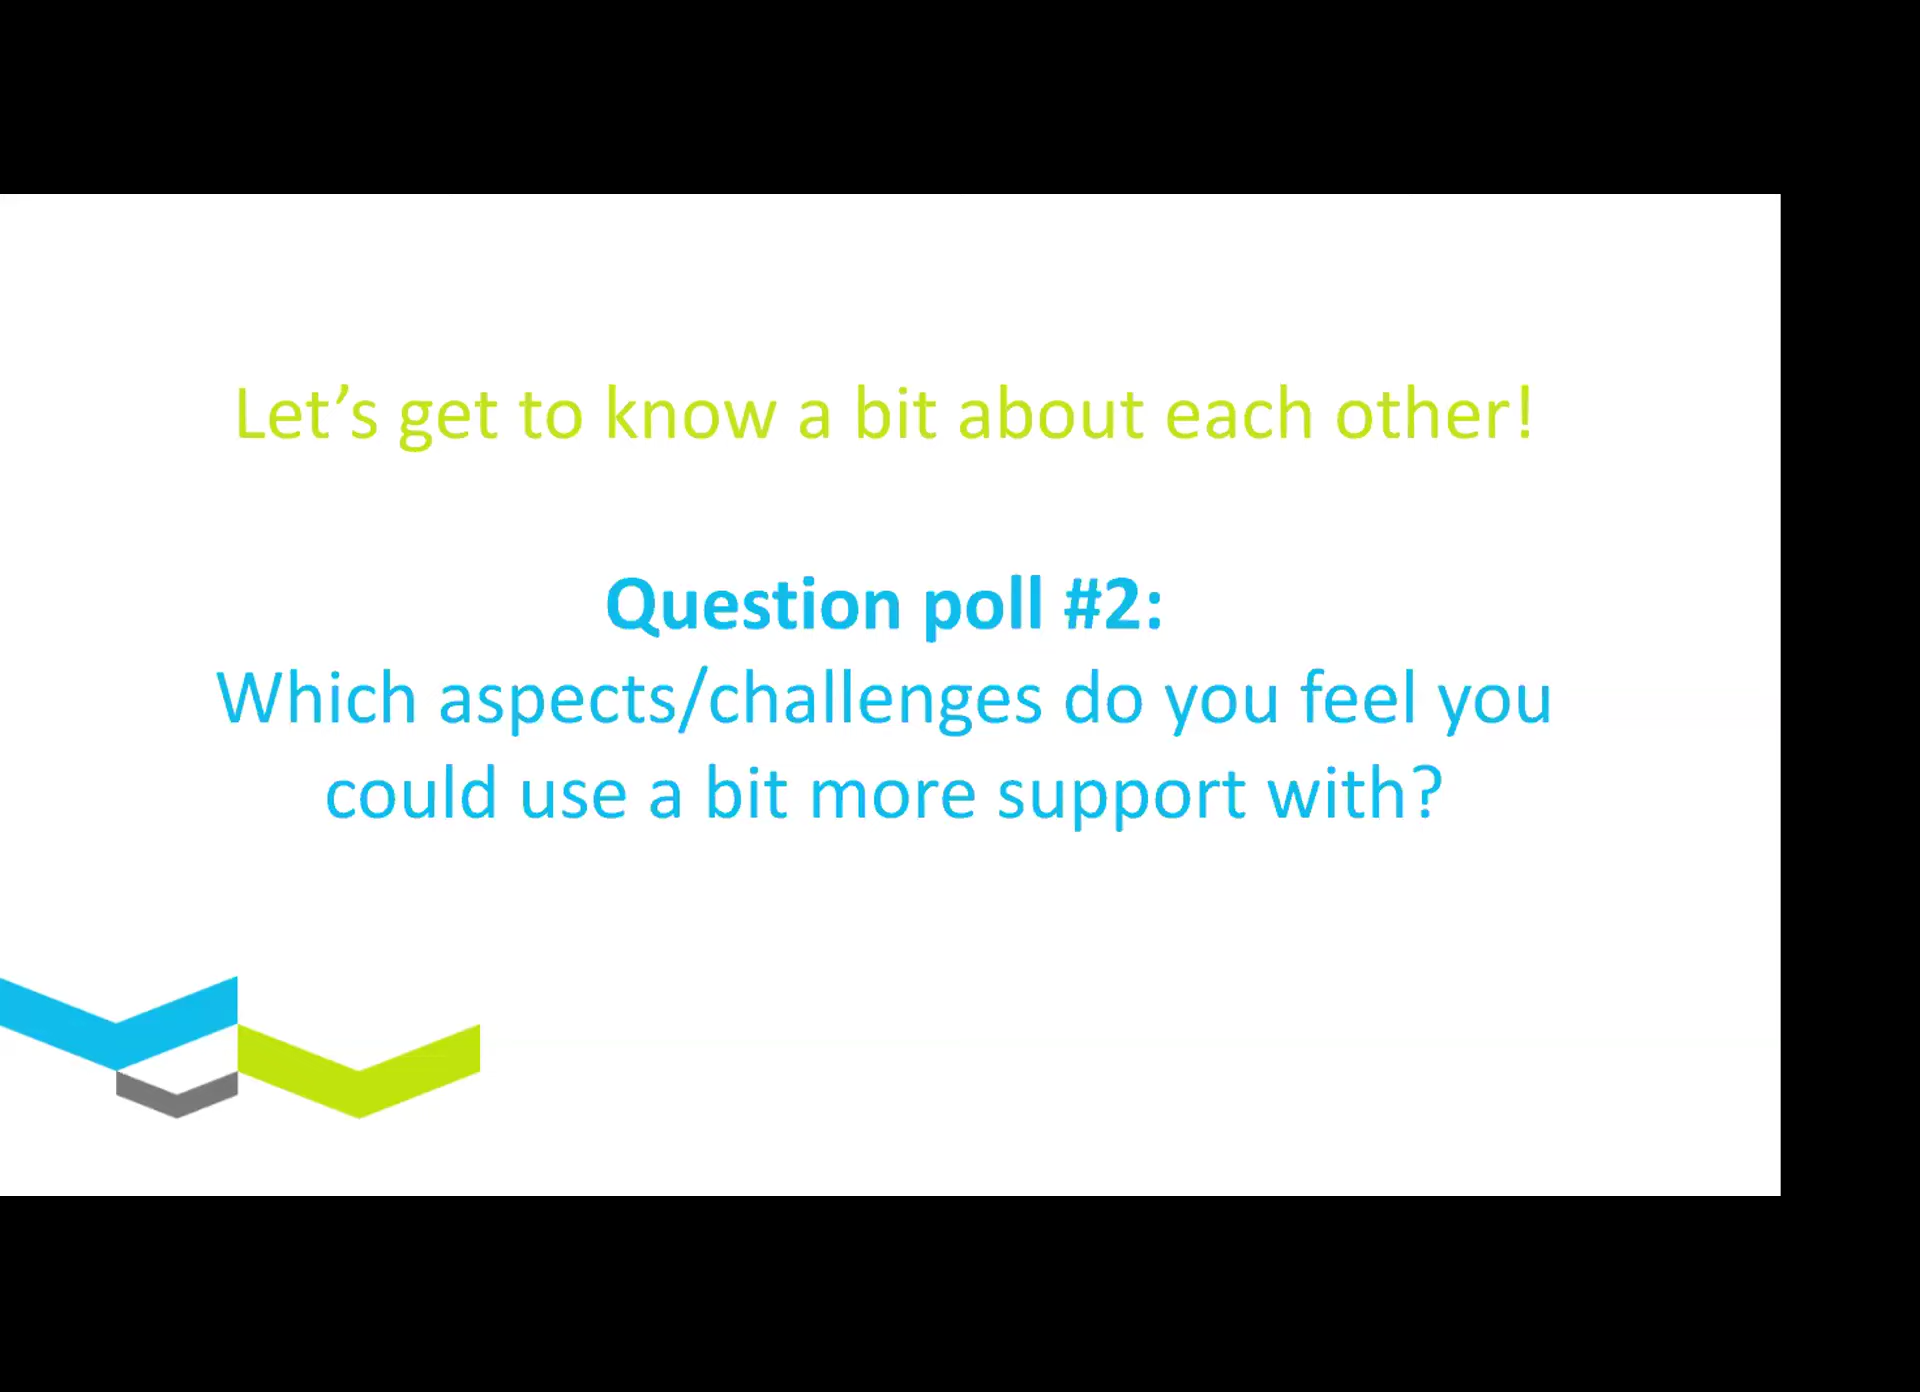 Let’s get to know a bit about each other!
Question poll #2:
Which aspects/challenges do you feel you
could use a bit more support with?